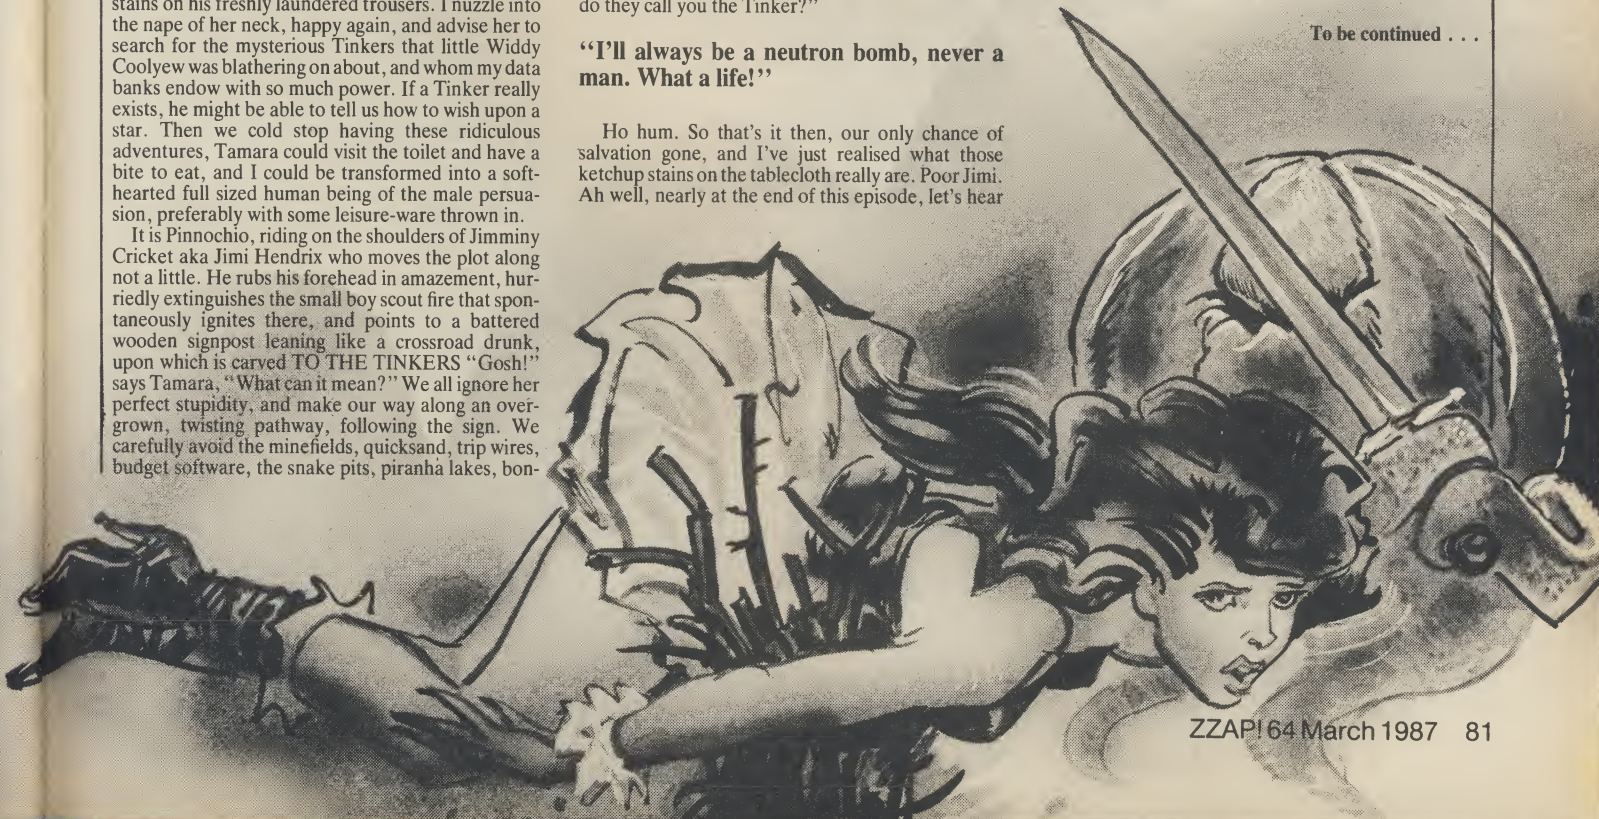 stains on his freshly laundered trousers. I nuzzle into
the nape of her neck, happy again, and advise her to
search for the mysterious Tinkers that little Widdy
Coolyew was blathering on about, and whom my data
banks endow with so much power. If a Tinker really
exists, he might be able to tell us how to wish upon a
star. Then we cold stop having these ridiculous
adventures, Tamara could visit the toilet and have a
bite to eat, and I could be transformed into a soft-
hearted full sized human being of the male persua-
sion, preferably with some leisure-ware thrown in.
It is Pinnochio, riding on the shoulders of Jimminy
Cricket aka Jimi Hendrix who moves the plot along
not a little. He rubs his forehead in amazement, hur-
riedly extinguishes the small boy scout fire that spon-
taneously ignites there, and points to a battered
wooden signpost leaning like a crossroad drunk,
upon which is carved TO THE TINKERS “Gosh!”
says Tamara, “What can it mean?” We all ignore her
perfect stupidity, and make our way along an over-
grown, twisting pathway, following the sign. We
carefully avoid the minefields, quicksand, trip wires,
budget software, the snake pits, piranha lakes, bon-
do they call you the Tinker?”
“I’ll always be a neutron bomb, never a
man. What a life!”
Ho hum. So that’s it then, our only chance of
salvation gone, and I’ve just realised what those
ketchup stains on the tablecloth really are. Poor Jimi.
Ah well, nearly at the end of this episode, let’s hear
To be continued . . .
ZZAP! 64 March 1987 81